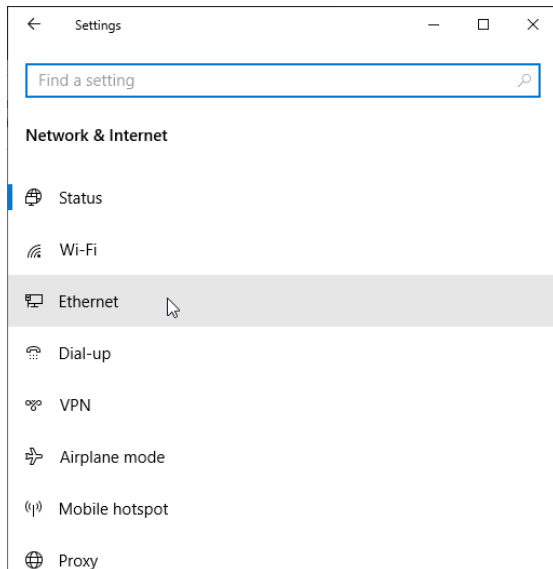 Settings
Find a setting
Network & Internet
Status
Wi-Fi
Ethernet
Dial-up
VPN
Airplane mode
Mobile hotspot
Proxy